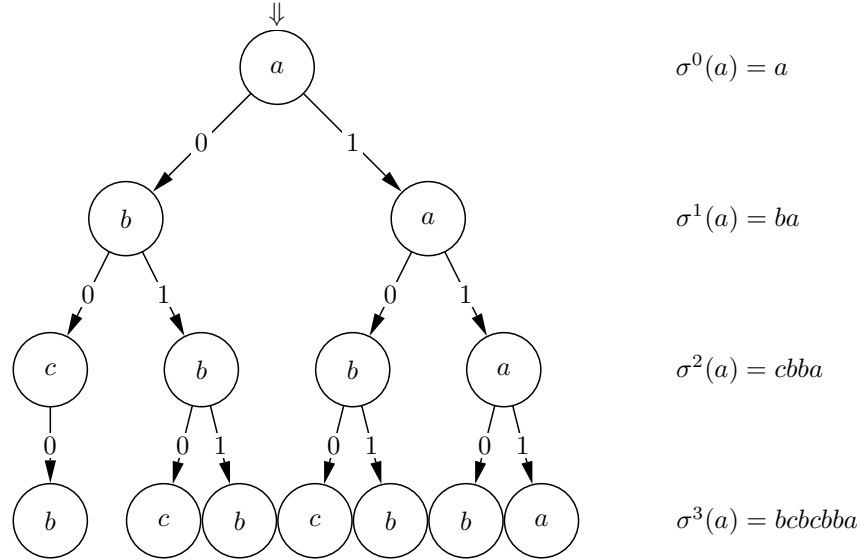 ⇓
a σ⁰(a) = a
0 1
b a σ¹(a) = ba
0 1 0 1
c b b a σ²(a) = cbba
0 0 1 0 1 0 1
b c b c b b a σ³(a) = bcbcbba